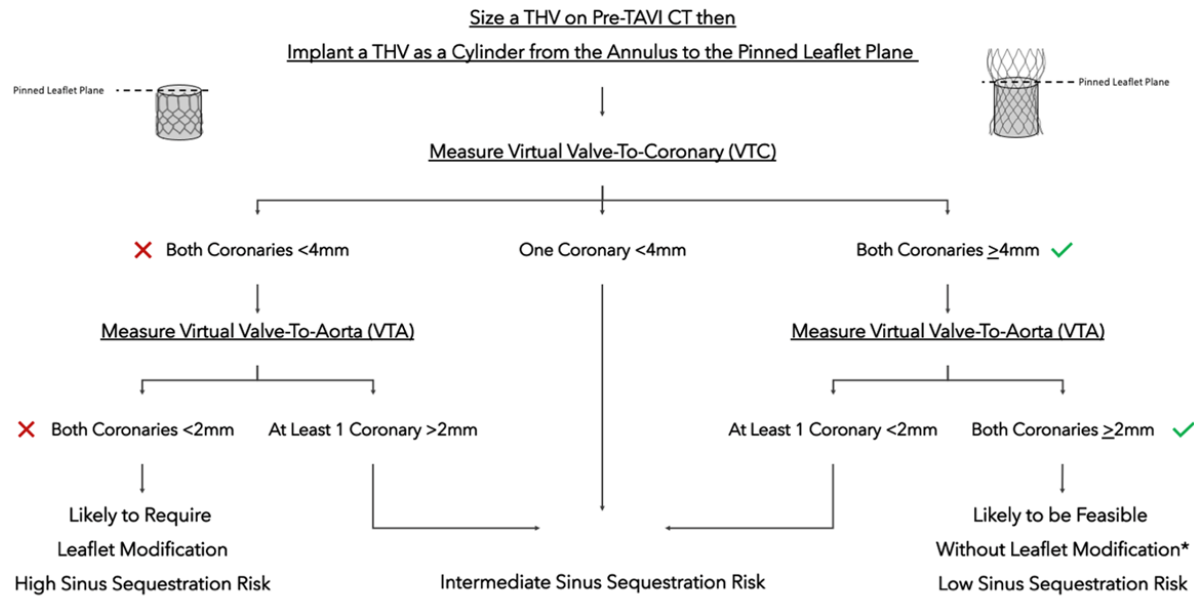 Size a THV on Pre-TAVI CT then
Implant a THV as a Cylinder from the Annulus to the Pinned Leaflet Plane
Pinned Leaflet Plane
Pinned Leaflet Plane
Measure Virtual Valve-To-Coronary (VTC)
Both Coronaries <4mm
One Coronary <4mm
Both Coronaries ≥4mm
Measure Virtual Valve-To-Aorta (VTA)
Measure Virtual Valve-To-Aorta (VTA)
Both Coronaries <2mm
At Least 1 Coronary >2mm
At Least 1 Coronary <2mm
Both Coronaries ≥2mm
Likely to Require
Leaflet Modification
High Sinus Sequestration Risk
Intermediate Sinus Sequestration Risk
Likely to be Feasible
Without Leaflet Modification*
Low Sinus Sequestration Risk